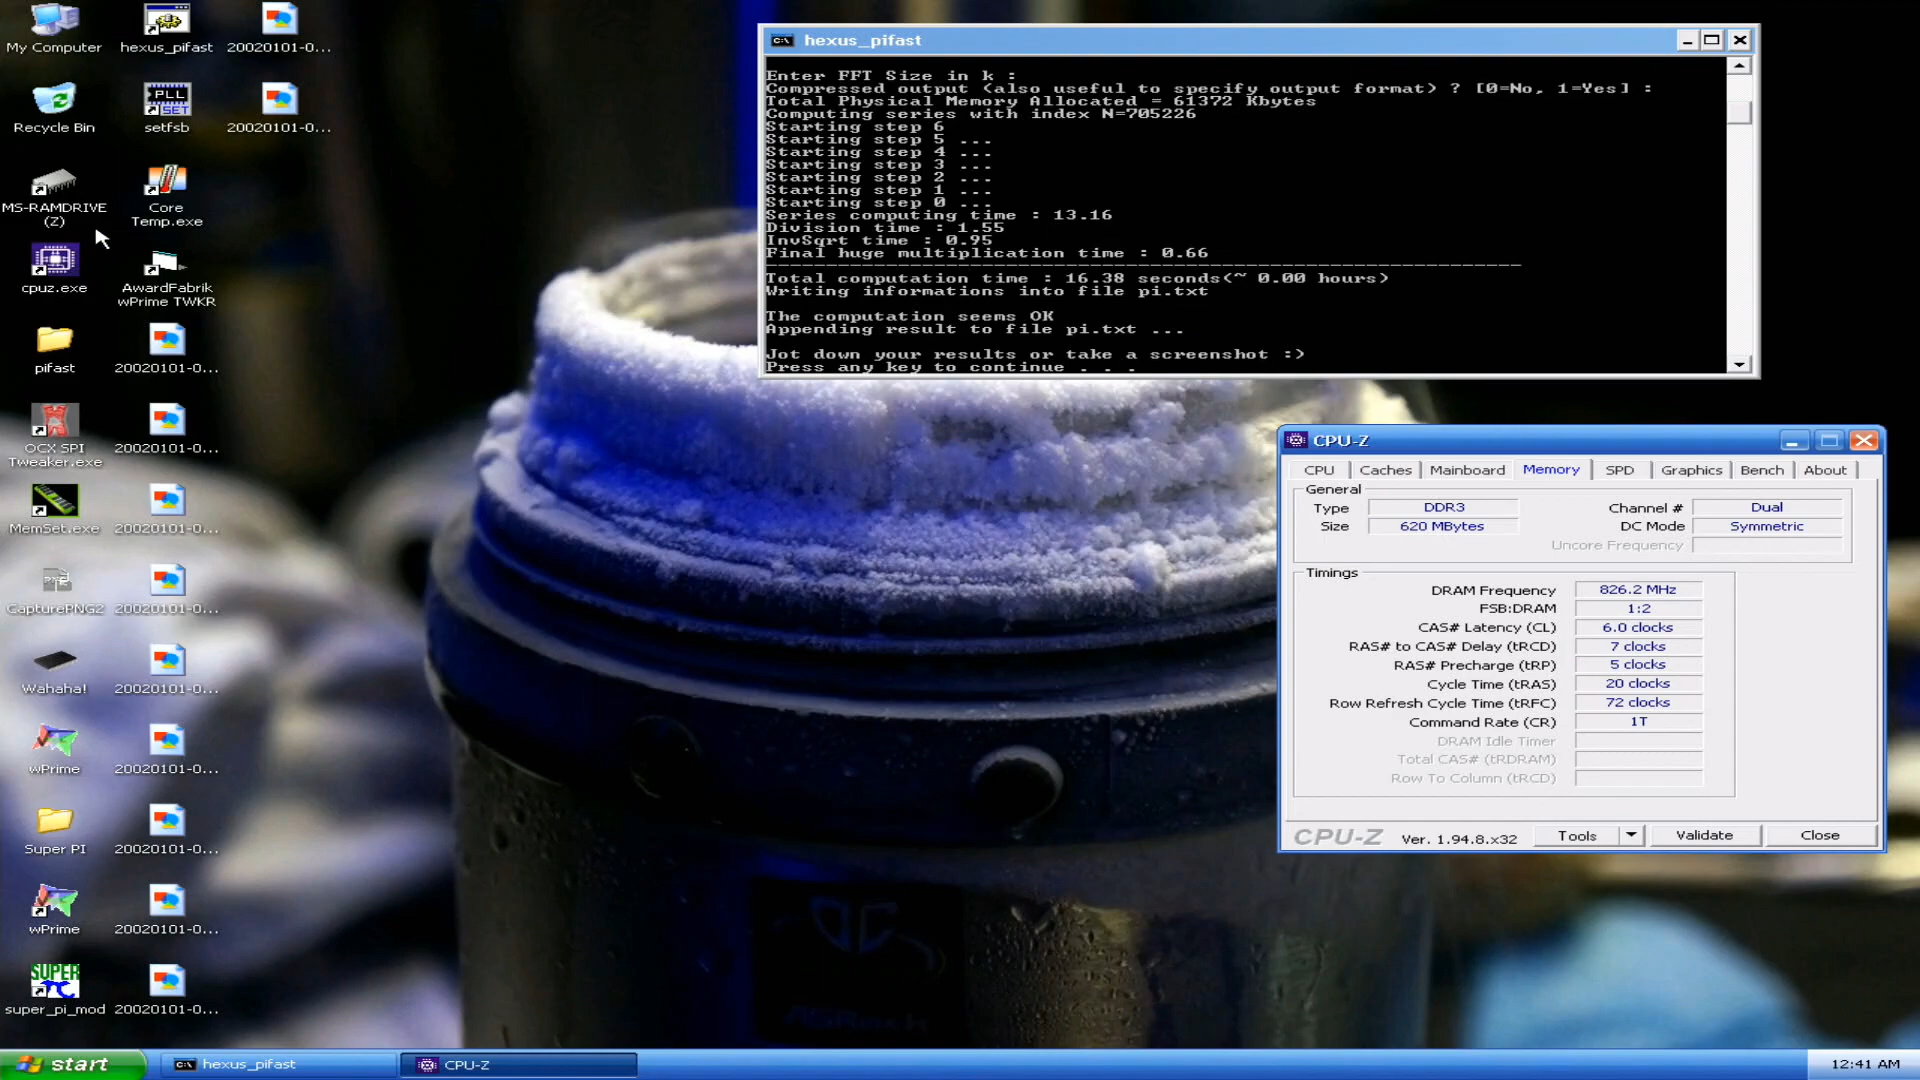 My Computer
hexus_pifast
20020101-0...
Recycle Bin
PLL
SET
setfsb
20020101-0...
MS-RAMDRIVE
(Z)
Core
Temp.exe
cpuz.exe
AwardFabrik
wPrime TWKR
pifast
20020101-0...
OCX SPI
Tweaker.exe
20020101-0...
MemSet.exe
20020101-0...
CapturePNG2
20020101-0...
Wahaha!
20020101-0...
wPrime
20020101-0...
Super PI
20020101-0...
wPrime
20020101-0...
SUPER
super_pi_mod
20020101-0...
hexus_pifast
Enter FFT Size in k :
Compressed output (also useful to specify output format) ? [0=No, 1=Yes] :
Total Physical Memory Allocated = 61372 Kbytes
Computing series with index N=705226
Starting step 6
Starting step 5 ...
Starting step 4 ...
Starting step 3 ...
Starting step 2 ...
Starting step 1 ...
Starting step 0 ...
Series computing time : 13.16
Division time : 1.55
InvSqrt time : 0.95
Final huge multiplication time : 0.66
Total computation time : 16.38 seconds(~ 0.00 hours)
Writing informations into file pi.txt
The computation seems OK
Appending result to file pi.txt ...
Jot down your results or take a screenshot :)
Press any key to continue . . .
CPU-Z
CPU Caches Mainboard Memory SPD Graphics Bench About
General
Type DDR3 Channel # Dual
Size 620 MBytes DC Mode Symmetric
Uncore Frequency
Timings
DRAM Frequency 826.2 MHz
FSB:DRAM 1:2
CAS# Latency (CL) 6.0 clocks
RAS# to CAS# Delay (tRCD) 7 clocks
RAS# Precharge (tRP) 5 clocks
Cycle Time (tRAS) 20 clocks
Row Refresh Cycle Time (tRFC) 72 clocks
Command Rate (CR) 1T
DRAM Idle Timer
Total CAS# (tRDRAM)
Row To Column (tRCD)
CPU-Z Ver. 1.94.8.x32 Tools Validate Close
ASRock
start
hexus_pifast
CPU-Z
12:41 AM